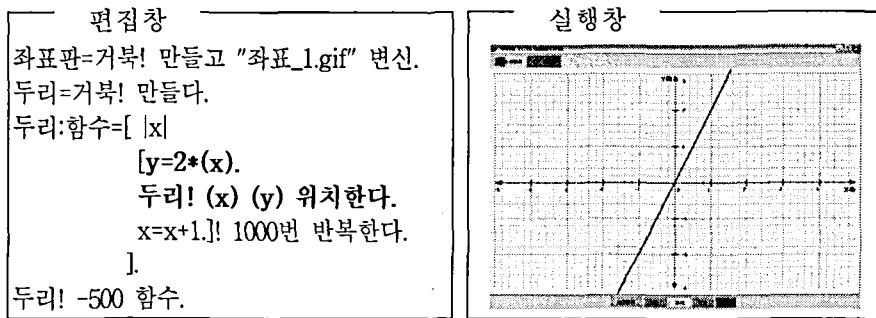 편집창
좌표판=거북! 만들고 "좌표_1.gif" 변신.
두리=거북! 만들다.
두리:함수=[ |x|
[y=2*(x).
두리! (x) (y) 위치한다.
x=x+1.]! 1000번 반복한다.
].
두리! -500 함수.
실행창